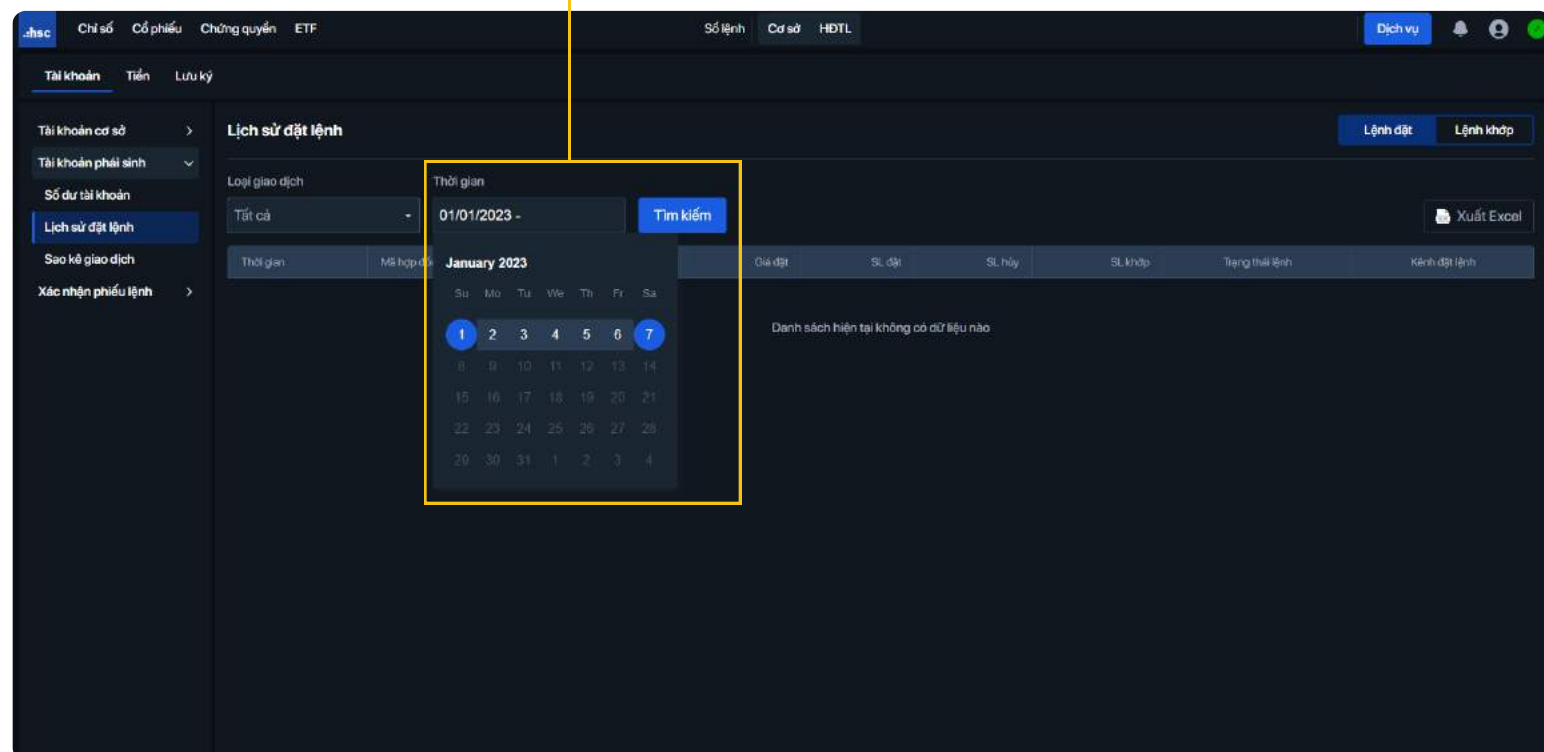 .:hsc Chỉ số Cổ phiếu Chứng quyền ETF Sổ lệnh Cơ sở HĐTL Dịch vụ
Tài khoản Tiền Lưu ký
Tài khoản cơ sở
Tài khoản phái sinh
Số dư tài khoản
Lịch sử đặt lệnh
Sao kê giao dịch
Xác nhận phiếu lệnh
Lịch sử đặt lệnh Lệnh đặt Lệnh khớp
Loại giao dịch Thời gian
Tất cả 01/01/2023 - Tìm kiếm Xuất Excel
Thời gian Mã hợp Giá đặt SL đặt SL hủy SL khớp Trạng thái lệnh Kênh đặt lệnh
January 2023
Su Mo Tu We Th Fr Sa
1 2 3 4 5 6 7
8 9 10 11 12 13 14
15 16 17 18 19 20 21
22 23 24 25 26 27 28
29 30 31 1 2 3 4
Danh sách hiện tại không có dữ liệu nào